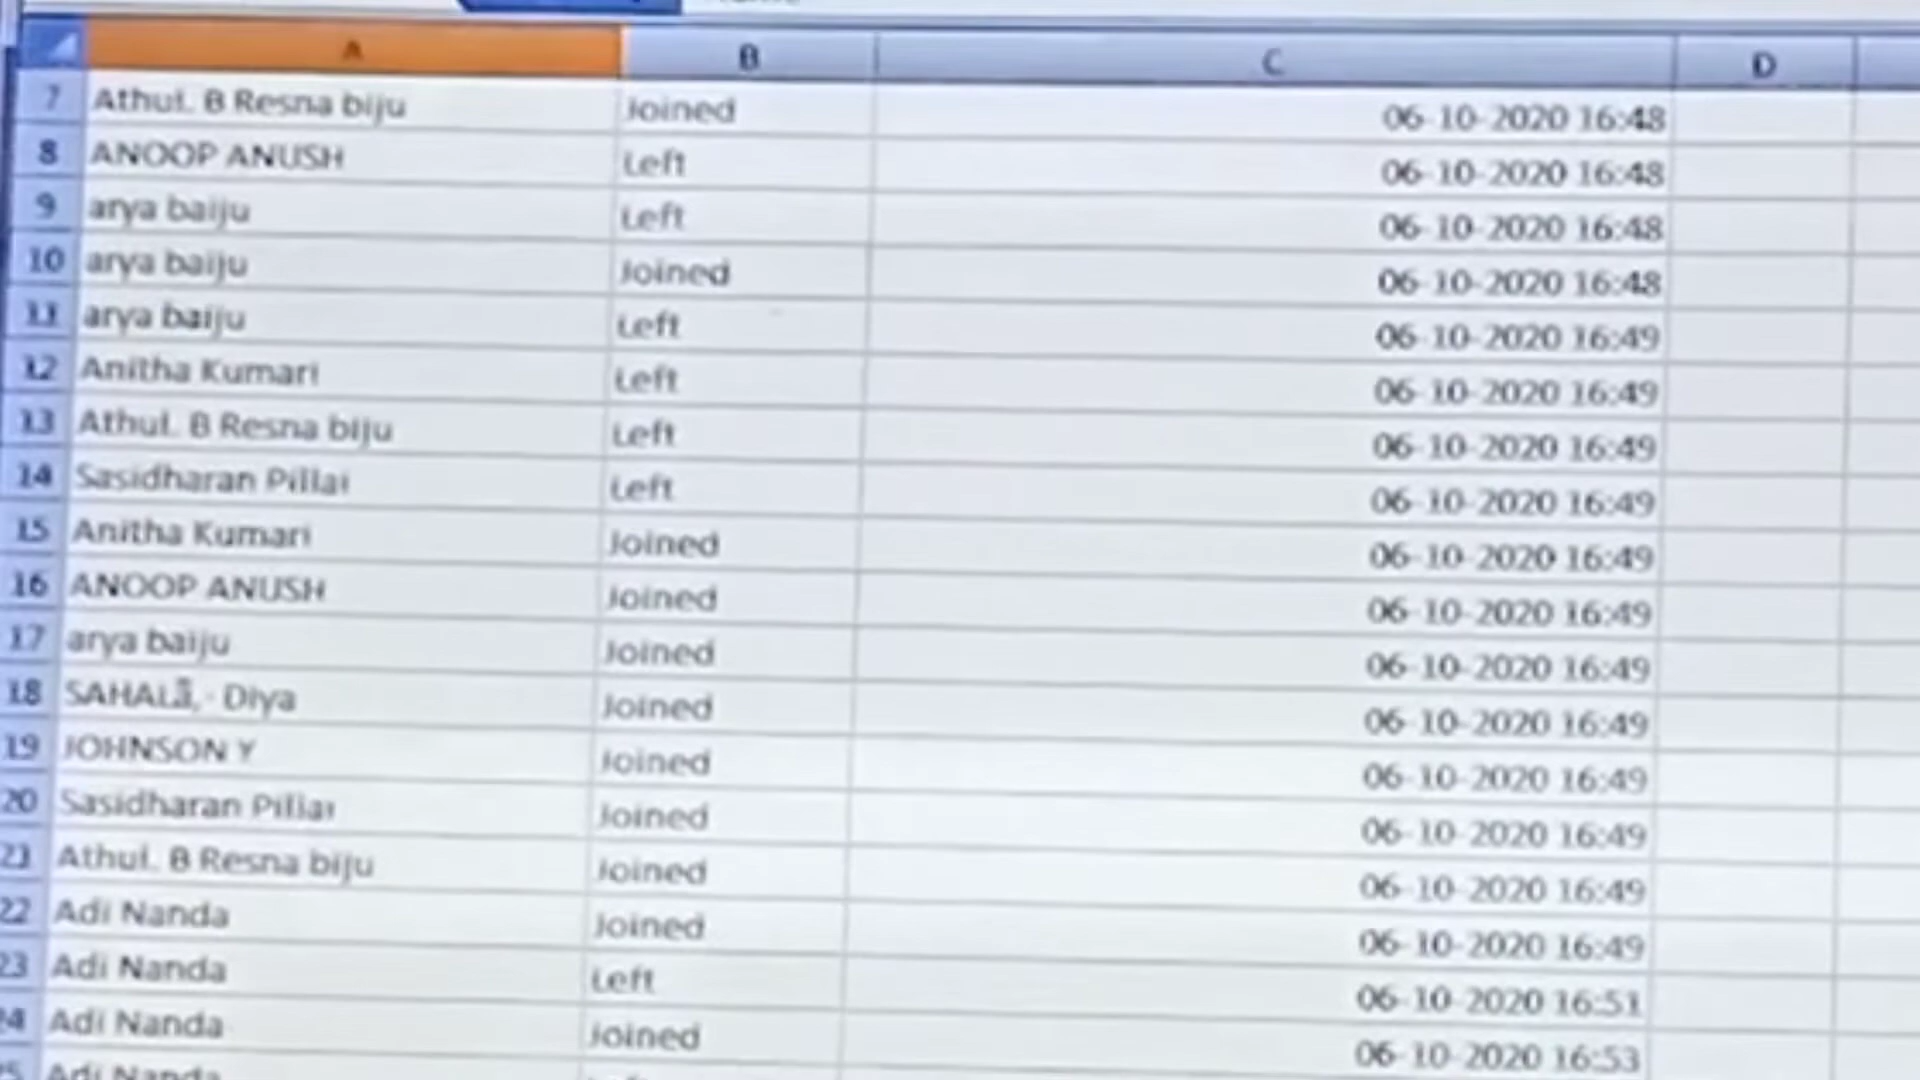 A B C D
7 Athul. B Resna biju Joined 06-10-2020 16:48
8 ANOOP ANUSH Left 06-10-2020 16:48
9 arya baiju Left 06-10-2020 16:48
10 arya baiju Joined 06-10-2020 16:48
11 arya baiju Left 06-10-2020 16:49
12 Anitha Kumari Left 06-10-2020 16:49
13 Athul. B Resna biju Left 06-10-2020 16:49
14 Sasidharan Pillai Left 06-10-2020 16:49
15 Anitha Kumari Joined 06-10-2020 16:49
16 ANOOP ANUSH Joined 06-10-2020 16:49
17 arya baiju Joined 06-10-2020 16:49
18 SAHALã,· Diya Joined 06-10-2020 16:49
19 JOHNSON Y Joined 06-10-2020 16:49
20 Sasidharan Pillai Joined 06-10-2020 16:49
21 Athul. B Resna biju Joined 06-10-2020 16:49
22 Adi Nanda Joined 06-10-2020 16:49
23 Adi Nanda Left 06-10-2020 16:51
24 Adi Nanda Joined 06-10-2020 16:53
Adi Nanda